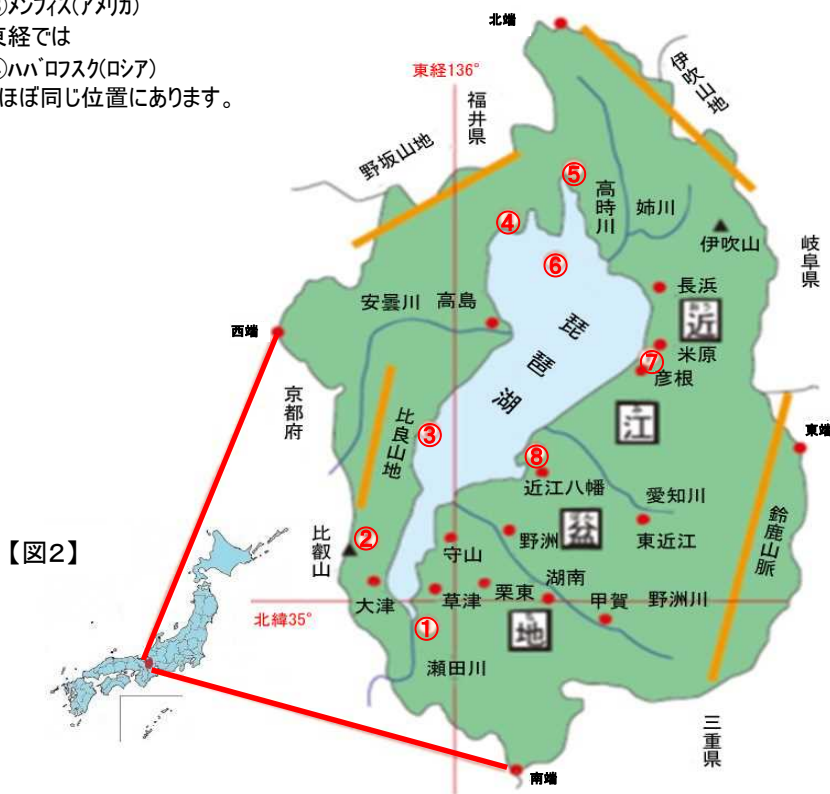 メンフィス(アメリカ)
東経では
ハバロフスク(ロシア)
ほぼ同じ位置にあります。
北端
東経136°
福井県
伊吹山地
野坂山地
⑤
高時川
姉川
④
伊吹山
岐阜県
⑥
長浜
安曇川
高島
近
西端
琵琶湖
米原
⑦
彦根
京都府
江
比良山地
③
東端
⑧
近江八幡
愛知川
鈴鹿山脈
【図2】
比叡山
②
守山
野洲
盆
東近江
湖南
大津
草津
栗東
甲賀
野洲川
北緯35°
①
地
瀬田川
三重県
南端